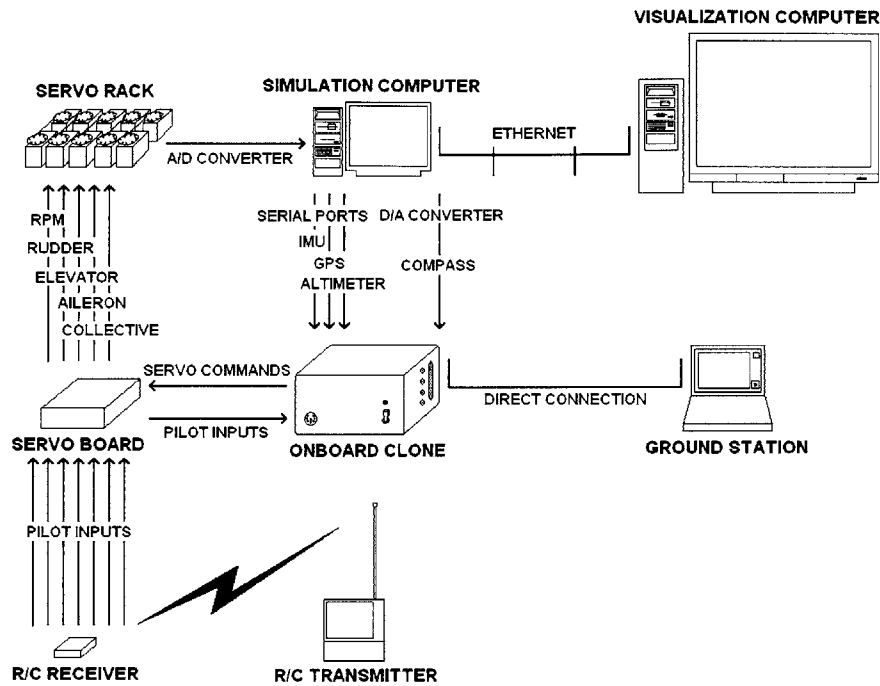 VISUALIZATION COMPUTER
SERVO RACK
SIMULATION COMPUTER
ETHERNET
A/D CONVERTER
RPM
RUDDER
ELEVATOR
AILERON
COLLECTIVE
SERIAL PORTS
D/A CONVERTER
IMU
GPS
ALTIMETER
COMPASS
SERVO COMMANDS
PILOT INPUTS
DIRECT CONNECTION
SERVO BOARD
ONBOARD CLONE
GROUND STATION
PILOT INPUTS
R/C RECEIVER
R/C TRANSMITTER